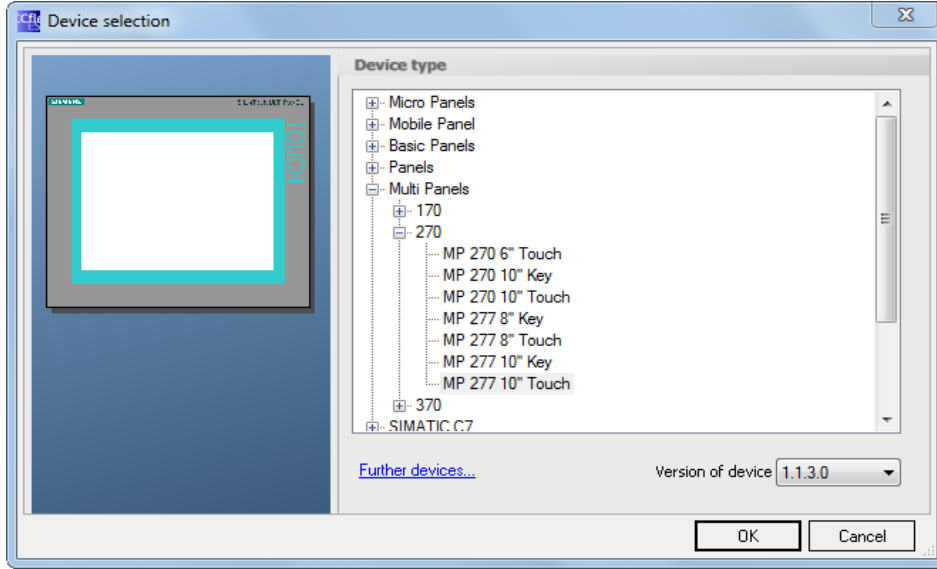 Device selection
Device type
SIEMENS
TOUCH
Micro Panels
Mobile Panel
Basic Panels
Panels
Multi Panels
170
270
MP 270 6" Touch
MP 270 10" Key
MP 270 10" Touch
MP 277 8" Key
MP 277 8" Touch
MP 277 10" Key
MP 277 10" Touch
370
SIMATIC C7
Further devices...
Version of device 1.1.3.0
OK Cancel